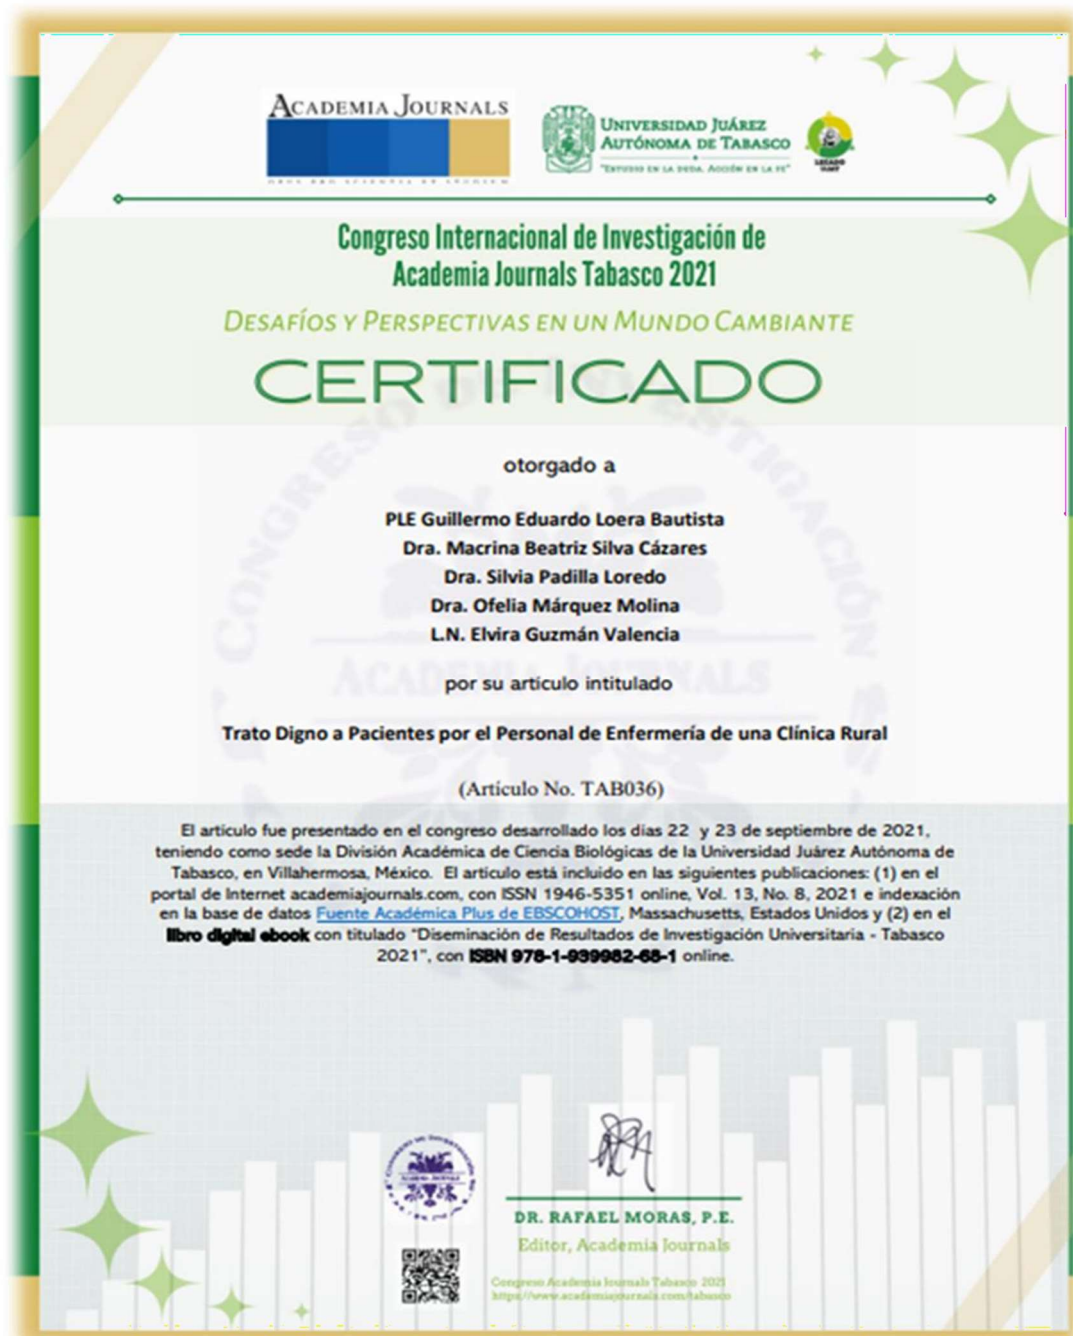 ACADEMIA JOURNALS
UNIVERSIDAD JUÁREZ
AUTÓNOMA DE TABASCO
"ESTUDIO EN LA DUDA. ACCIÓN EN LA FE"
Congreso Internacional de Investigación de
Academia Journals Tabasco 2021
DESAFÍOS Y PERSPECTIVAS EN UN MUNDO CAMBIANTE
CERTIFICADO
otorgado a
PLE Guillermo Eduardo Loera Bautista
Dra. Macrina Beatriz Silva Cázares
Dra. Silvia Padilla Loredo
Dra. Ofelia Márquez Molina
L.N. Elvira Guzmán Valencia
ACADEMIA JOURNALS
por su artículo intitulado
Trato Digno a Pacientes por el Personal de Enfermería de una Clínica Rural
(Artículo No. TAB036)
El artículo fue presentado en el congreso desarrollado los días 22 y 23 de septiembre de 2021,
teniendo como sede la División Académica de Ciencia Biológicas de la Universidad Juárez Autónoma de
Tabasco, en Villahermosa, México. El artículo está incluido en las siguientes publicaciones: (1) en el
portal de Internet academiajournals.com, con ISSN 1946-5351 online, Vol. 13, No. 8, 2021 e indexación
en la base de datos Fuente Académica Plus de EBSCOHOST, Massachusetts, Estados Unidos y (2) en el
libro digital ebook con titulado "Diseminación de Resultados de Investigación Universitaria - Tabasco
2021", con ISBN 978-1-939982-68-1 online.
DR. RAFAEL MORAS, P.E.
Editor, Academia Journals
Congreso Academia Journals Tabasco 2021
https://www.academiajournals.com/tabasco